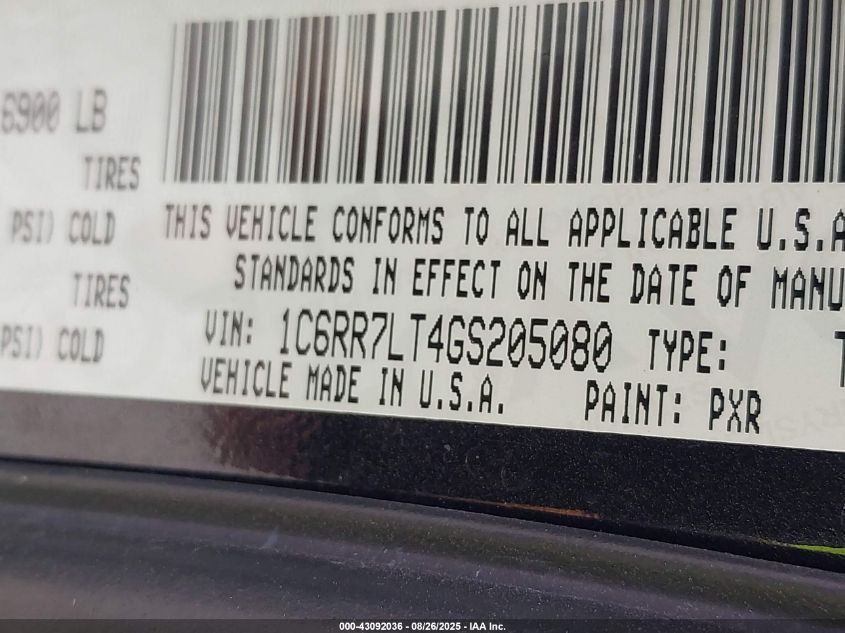 6900 LB
TIRES
PSI) COLD
TIRES
PSI) COLD
THIS VEHICLE CONFORMS TO ALL APPLICABLE U.S.A
STANDARDS IN EFFECT ON THE DATE OF MANU
VIN: 1C6RR7LT4GS205080 TYPE: T
VEHICLE MADE IN U.S.A. PAINT: PXR
000-43092036 - 08/26/2025 - IAA Inc.